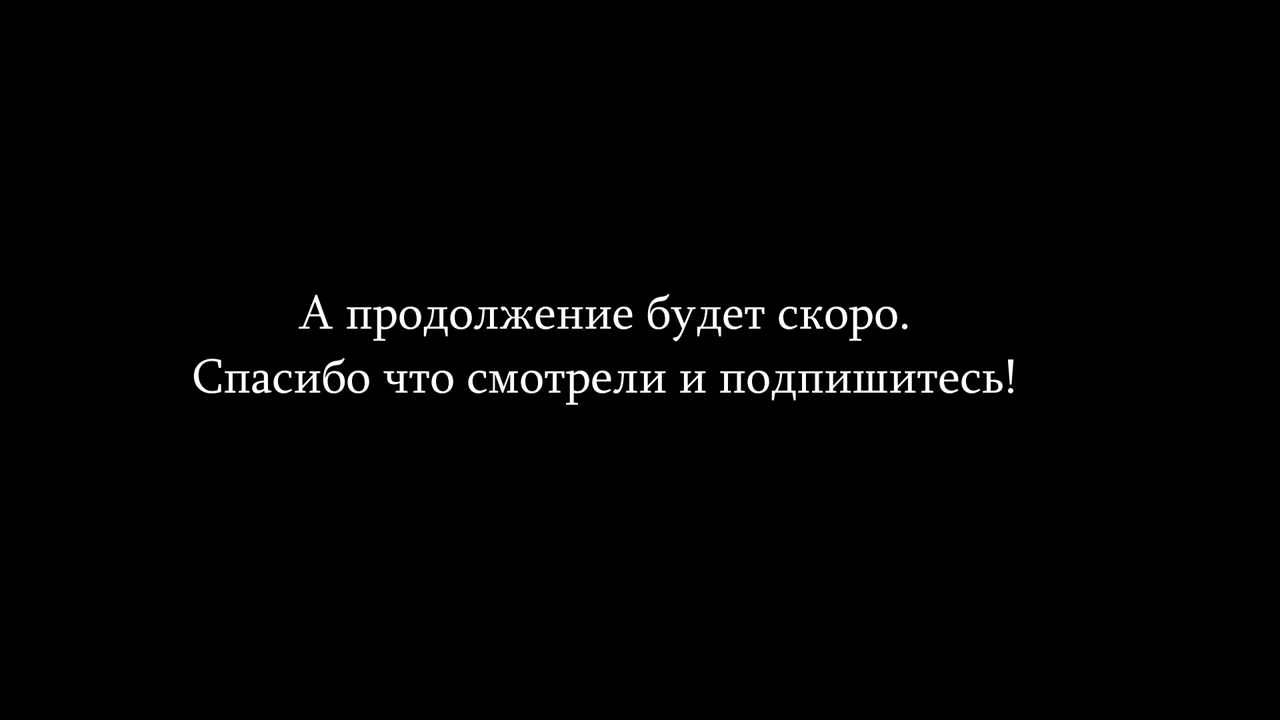 А продолжение будет скоро.
Спасибо что смотрели и подпишитесь!